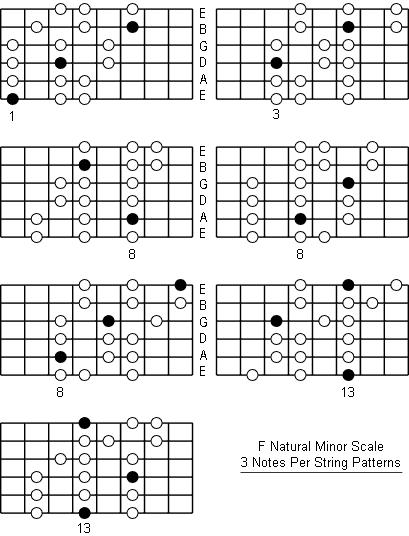 E
B
G
D
A
E
1
3
E
B
G
D
A
E
8
8
E
B
G
D
A
E
8
13
F Natural Minor Scale
3 Notes Per String Patterns
13